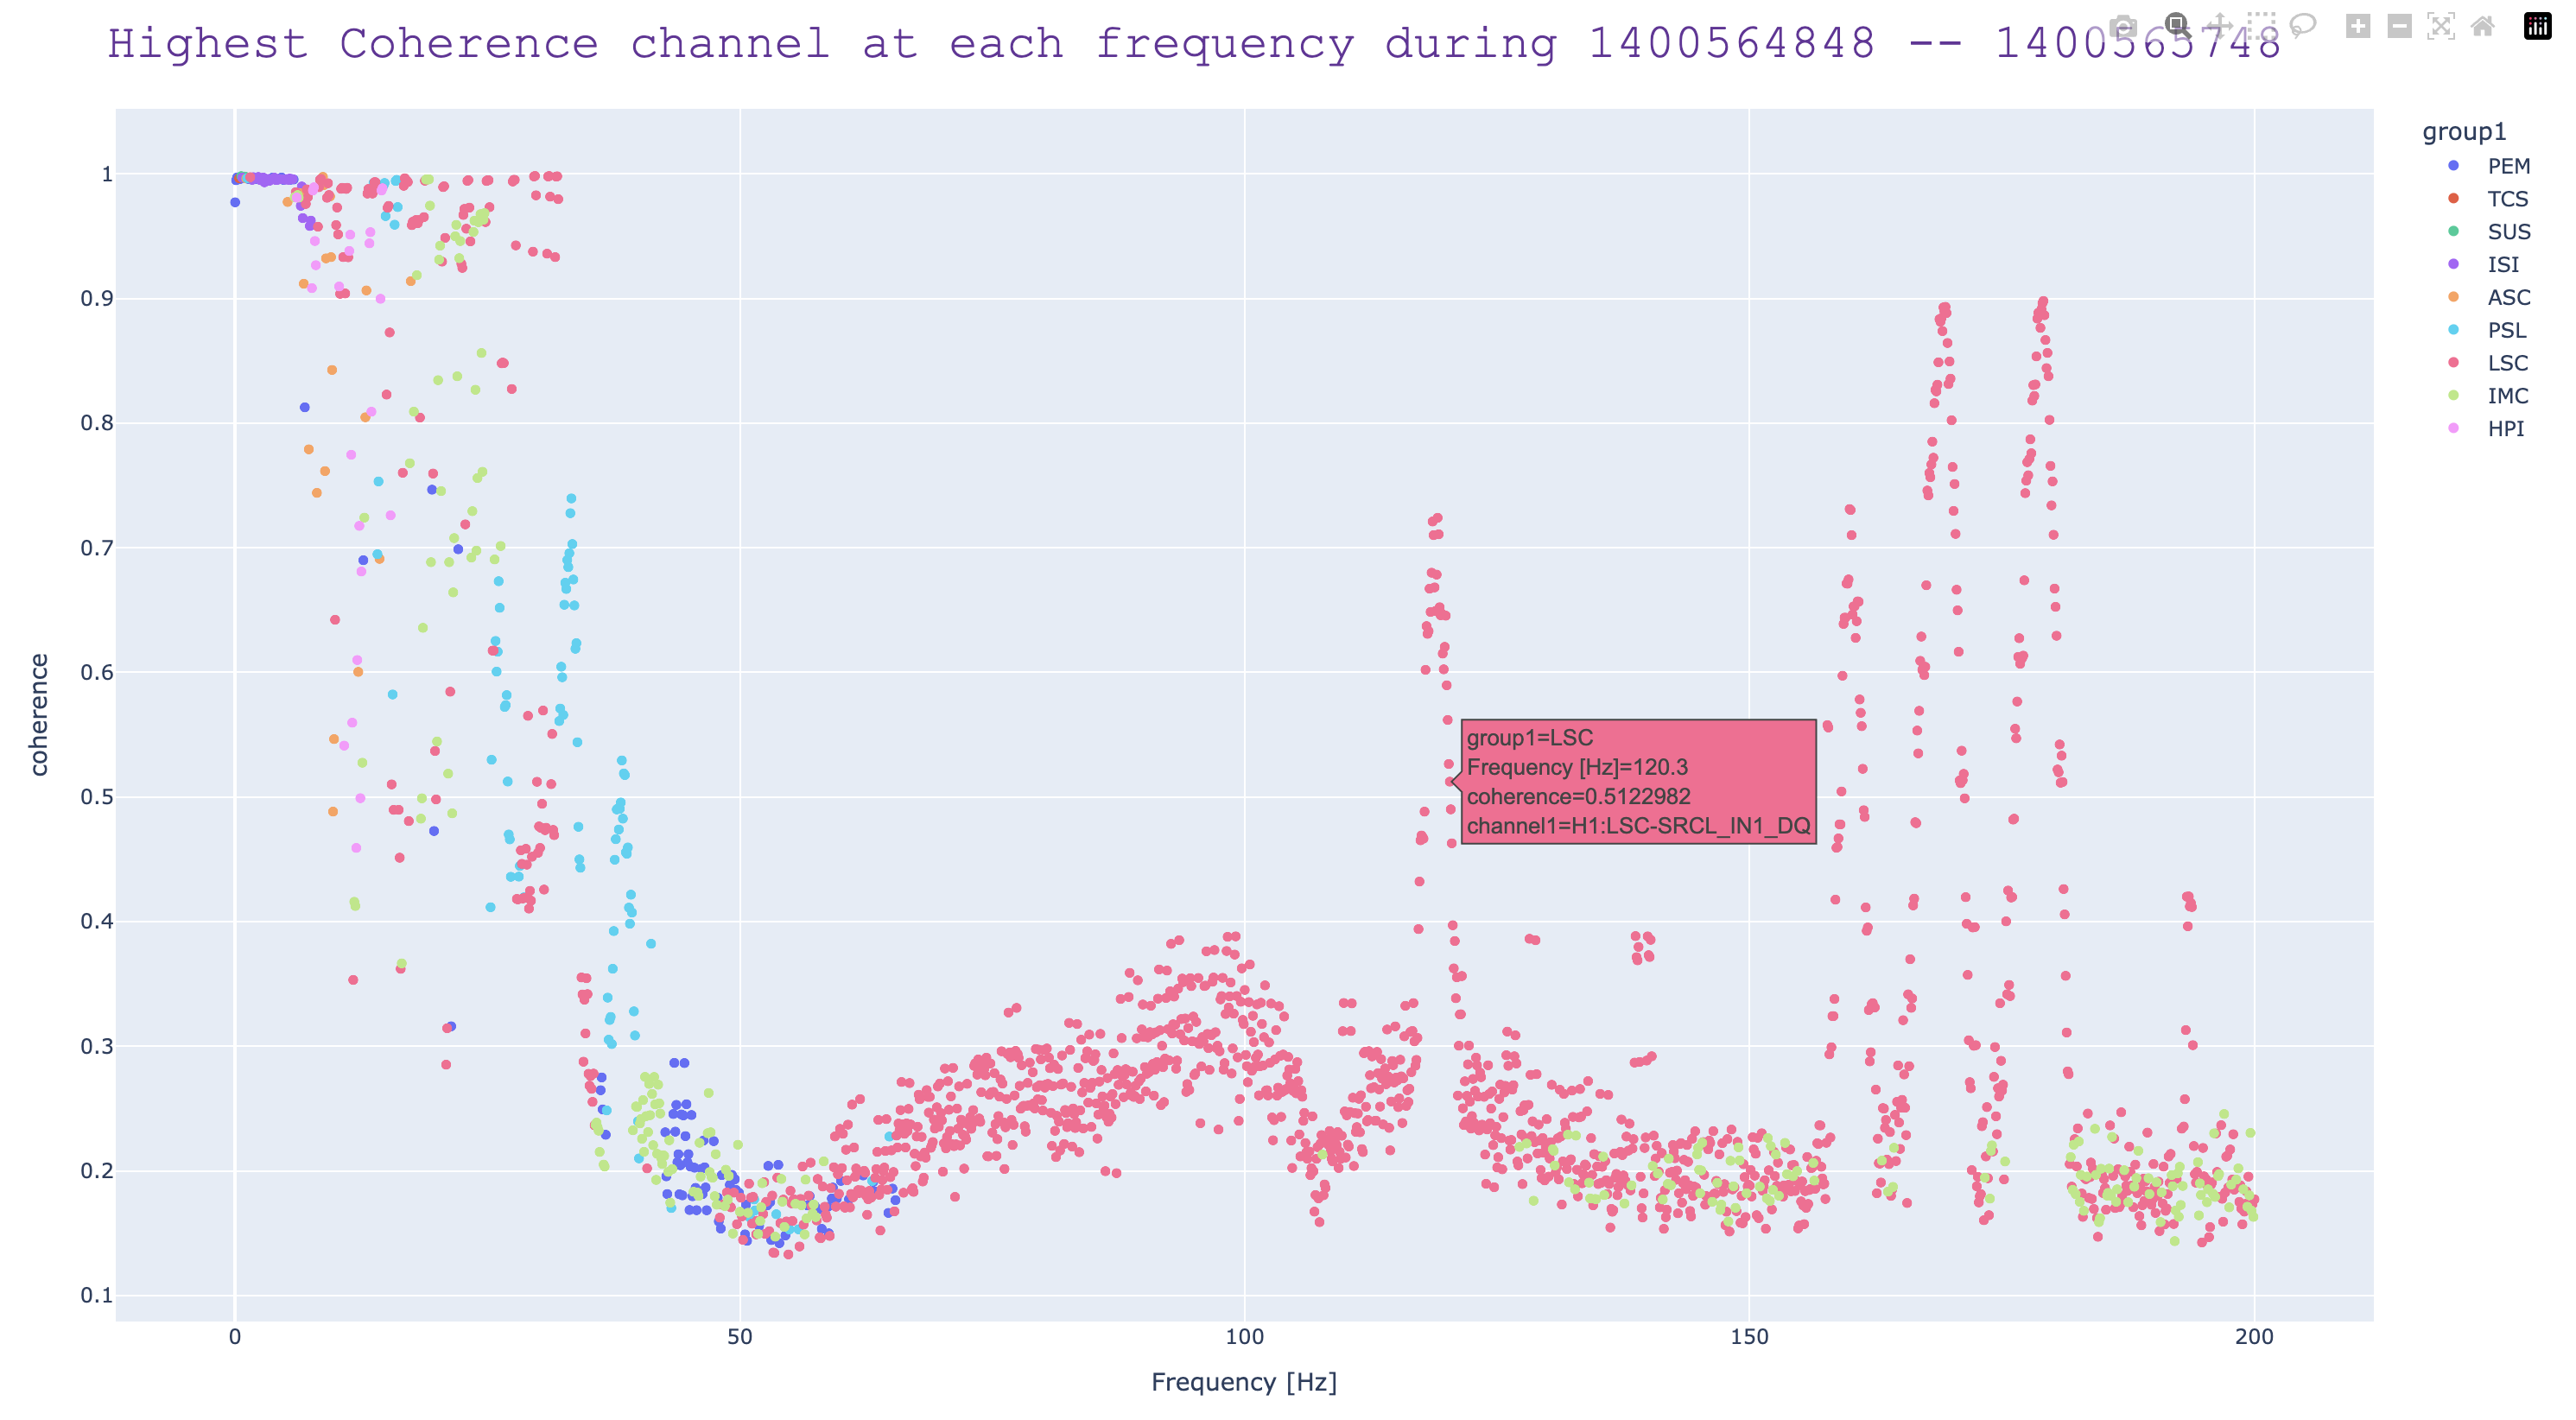 Highest Coherence channel at each frequency during 1400564848 -- 1400565748
group1
PEM
TCS
SUS
ISI
ASC
PSL
LSC
IMC
HPI
1
0.9
0.8
0.7
0.6
0.5
0.4
0.3
0.2
0.1
coherence
group1=LSC
Frequency [Hz]=120.3
coherence=0.5122982
channel1=H1:LSC-SRCL_IN1_DQ
0 50 100 150 200
Frequency [Hz]